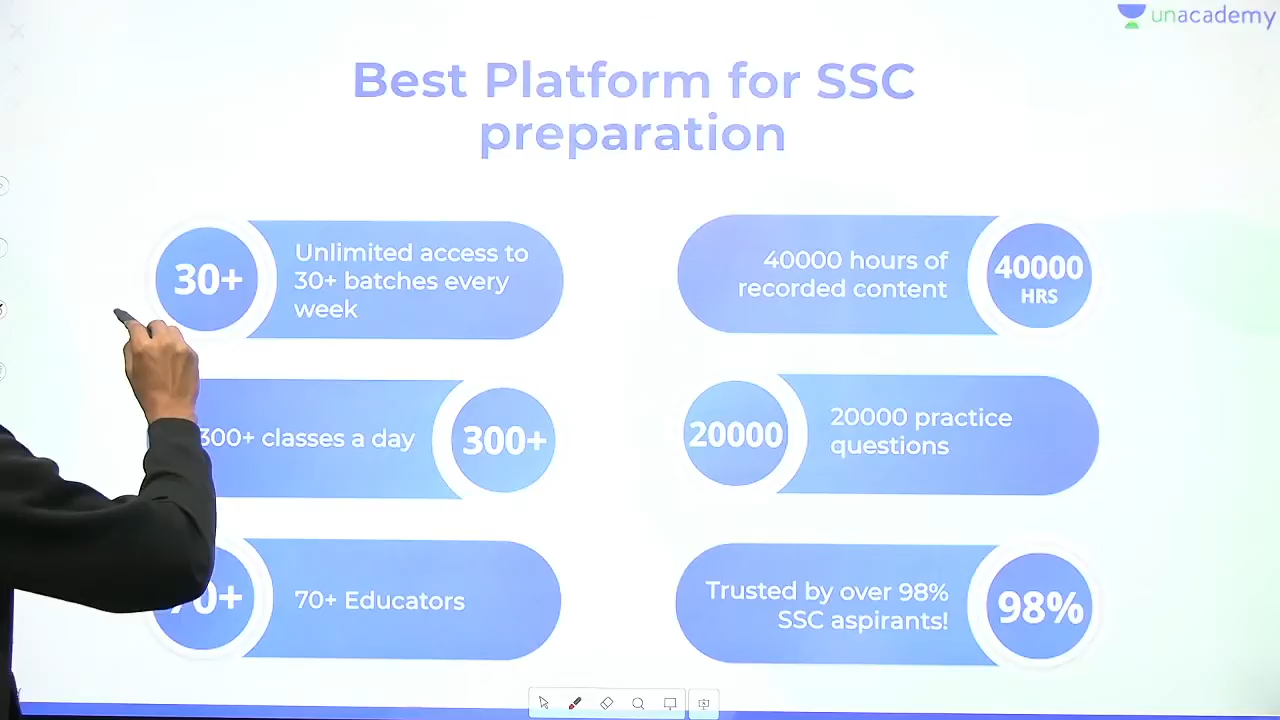 unacademy
Best Platform for SSC
preparation
30+
Unlimited access to
30+ batches every
week
40000 hours of
recorded content
40000
HRS
300+ classes a day
300+
20000
20000 practice
questions
70+
70+ Educators
Trusted by over 98%
SSC aspirants!
98%